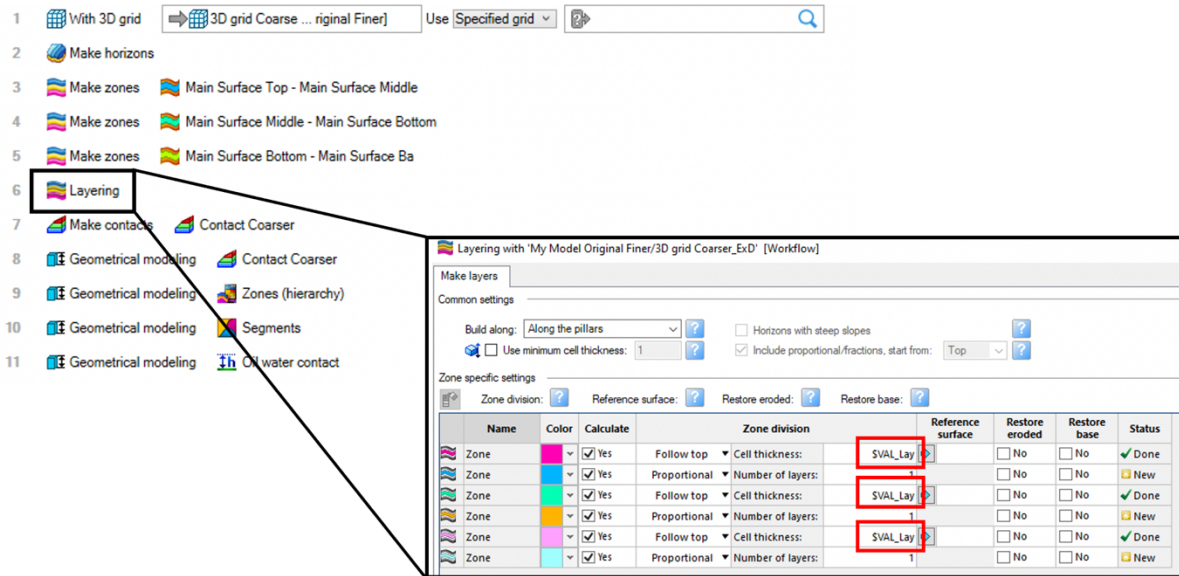 1 With 3D grid 3D grid Coarse ... riginal Finer] Use Specified grid
2 Make horizons
3 Make zones Main Surface Top - Main Surface Middle
4 Make zones Main Surface Middle - Main Surface Bottom
5 Make zones Main Surface Bottom - Main Surface Ba
6 Layering
7 Make contacts Contact Coarser
8 Geometrical modeling Contact Coarser
9 Geometrical modeling Zones (hierarchy)
10 Geometrical modeling Segments
11 Geometrical modeling Oil water contact
Layering with 'My Model Original Finer/3D grid Coarser_ExD' [Workflow]
Make layers
Common settings
Build along: Along the pillars Horizons with steep slopes
Use minimum cell thickness: 1 Include proportional/fractions, start from: Top
Zone specific settings
Zone division: Reference surface: Restore eroded: Restore base:
Name Color Calculate Zone division Reference surface Restore eroded Restore base Status
Zone Yes Follow top Cell thickness: $VAL_Lay No No Done
Zone Yes Proportional Number of layers: 1 No No New
Zone Yes Follow top Cell thickness: $VAL_Lay No No Done
Zone Yes Proportional Number of layers: 1 No No New
Zone Yes Follow top Cell thickness: $VAL_Lay No No Done
Zone Yes Proportional Number of layers: 1 No No New